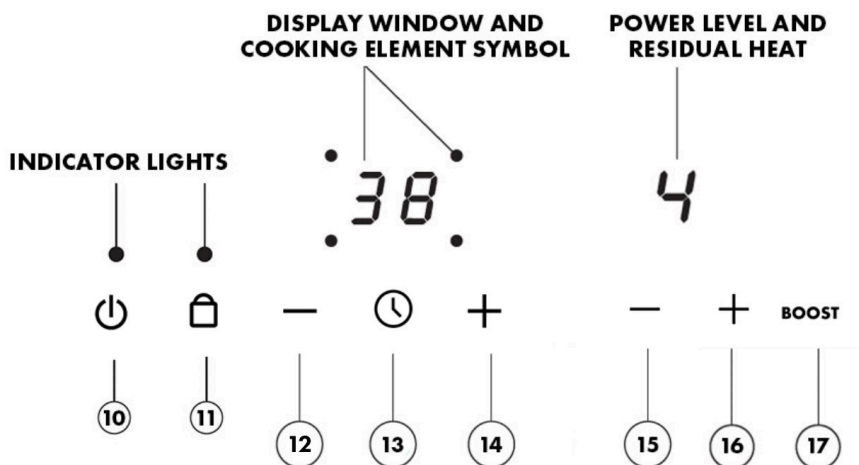 DISPLAY WINDOW AND
COOKING ELEMENT SYMBOL
POWER LEVEL AND
RESIDUAL HEAT
INDICATOR LIGHTS
38
4
BOOST
10
11
12
13
14
15
16
17